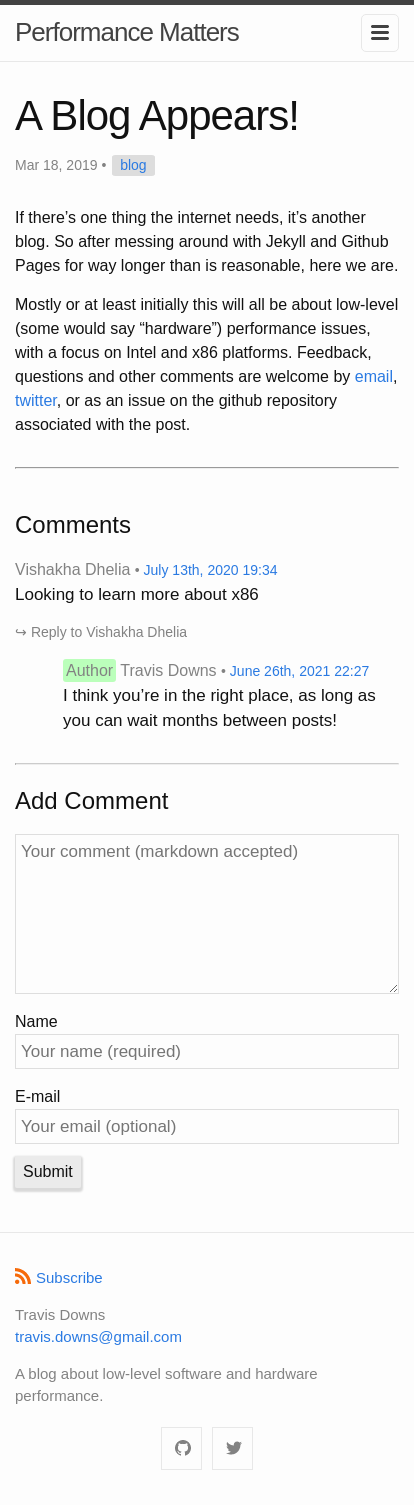 Performance Matters
A Blog Appears!
Mar 18, 2019 • blog
If there’s one thing the internet needs, it’s another
blog. So after messing around with Jekyll and Github
Pages for way longer than is reasonable, here we are.
Mostly or at least initially this will all be about low-level
(some would say “hardware”) performance issues,
with a focus on Intel and x86 platforms. Feedback,
questions and other comments are welcome by email,
twitter, or as an issue on the github repository
associated with the post.
Comments
Vishakha Dhelia • July 13th, 2020 19:34
Looking to learn more about x86
↪ Reply to Vishakha Dhelia
Author Travis Downs • June 26th, 2021 22:27
I think you’re in the right place, as long as
you can wait months between posts!
Add Comment
Your comment (markdown accepted)
Name
Your name (required)
E-mail
Your email (optional)
Submit
Subscribe
Travis Downs
travis.downs@gmail.com
A blog about low-level software and hardware
performance.